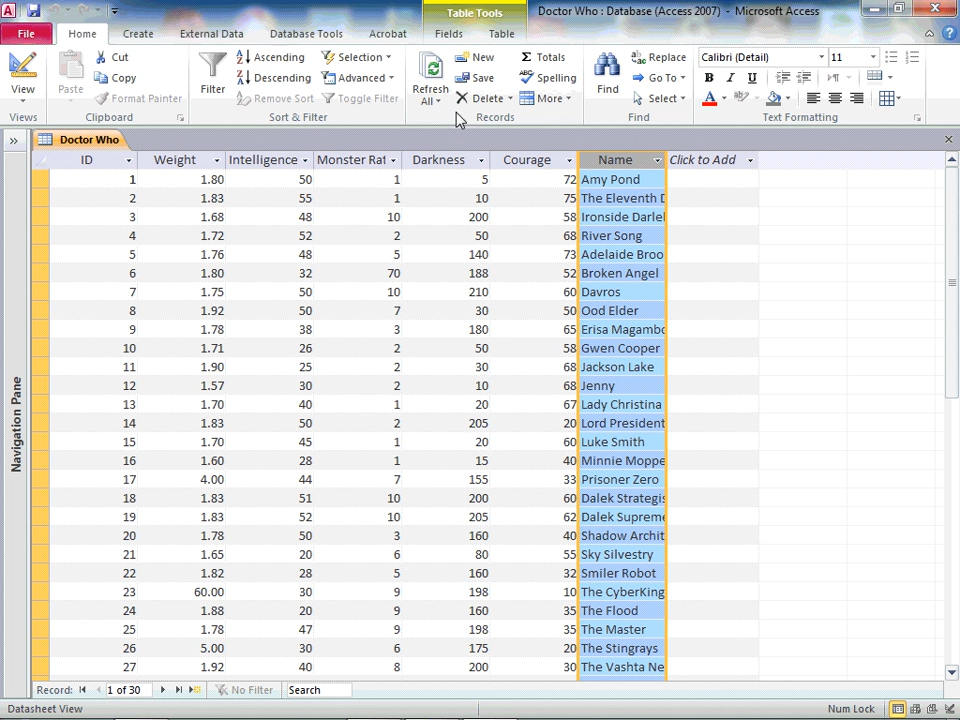 Table Tools
Doctor Who : Database (Access 2007) - Microsoft Access
File Home Create External Data Database Tools Acrobat Fields Table
View Paste Cut Copy Format Painter
Filter Ascending Descending Remove Sort Selection Advanced Toggle Filter
Refresh All New Save Delete Totals Spelling More
Find Replace Go To Select
Calibri (Detail) 11
B I U
A
Views Clipboard Sort & Filter Records Find Text Formatting
Doctor Who
ID Weight Intelligence Monster Rat Darkness Courage Name Click to Add
1 1.80 50 1 5 72 Amy Pond
2 1.83 55 1 10 75 The Eleventh D
3 1.68 48 10 200 58 Ironside Darlel
4 1.72 52 2 50 68 River Song
5 1.76 48 5 140 73 Adelaide Broo
6 1.80 32 70 188 52 Broken Angel
7 1.75 50 10 210 60 Davros
8 1.92 50 7 30 50 Ood Elder
9 1.78 38 3 180 65 Erisa Magambo
10 1.71 26 2 50 58 Gwen Cooper
11 1.90 25 2 30 68 Jackson Lake
12 1.57 30 2 10 68 Jenny
13 1.70 40 1 20 67 Lady Christina
14 1.83 50 2 205 20 Lord President
15 1.70 45 1 20 60 Luke Smith
16 1.60 28 1 15 40 Minnie Moppe
17 4.00 44 7 155 33 Prisoner Zero
18 1.83 51 10 200 60 Dalek Strategis
19 1.83 52 10 205 62 Dalek Supreme
20 1.78 50 3 160 40 Shadow Archit
21 1.65 20 6 80 55 Sky Silvestry
22 1.82 28 5 160 32 Smiler Robot
23 60.00 30 9 198 10 The CyberKing
24 1.88 20 9 160 35 The Flood
25 1.78 47 9 198 35 The Master
26 5.00 30 6 175 20 The Stingrays
27 1.92 40 8 200 30 The Vashta Ne
Navigation Pane
Record: 1 of 30 No Filter Search
Datasheet View Num Lock